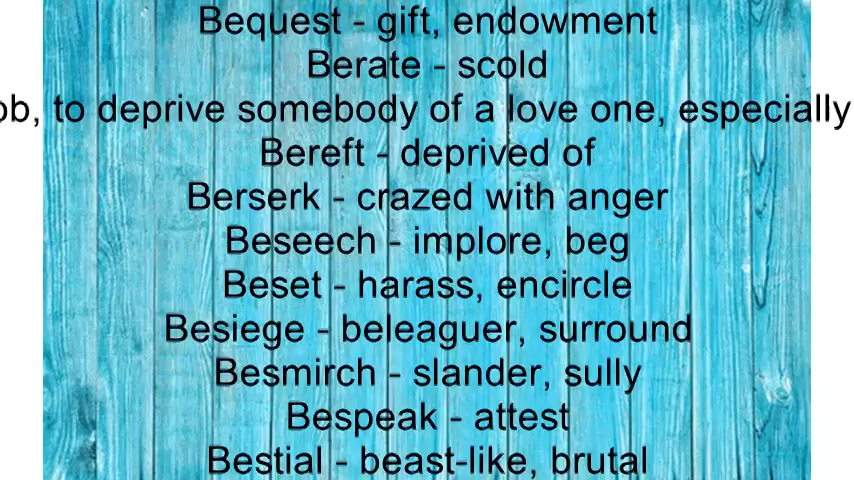 Bequest - gift, endowment
Berate - scold
to deprive somebody of a love one, especially
Bereft - deprived of
Berserk - crazed with anger
Beseech - implore, beg
Beset - harass, encircle
Besiege - beleaguer, surround
Besmirch - slander, sully
Bespeak - attest
Bestial - beast-like, brutal